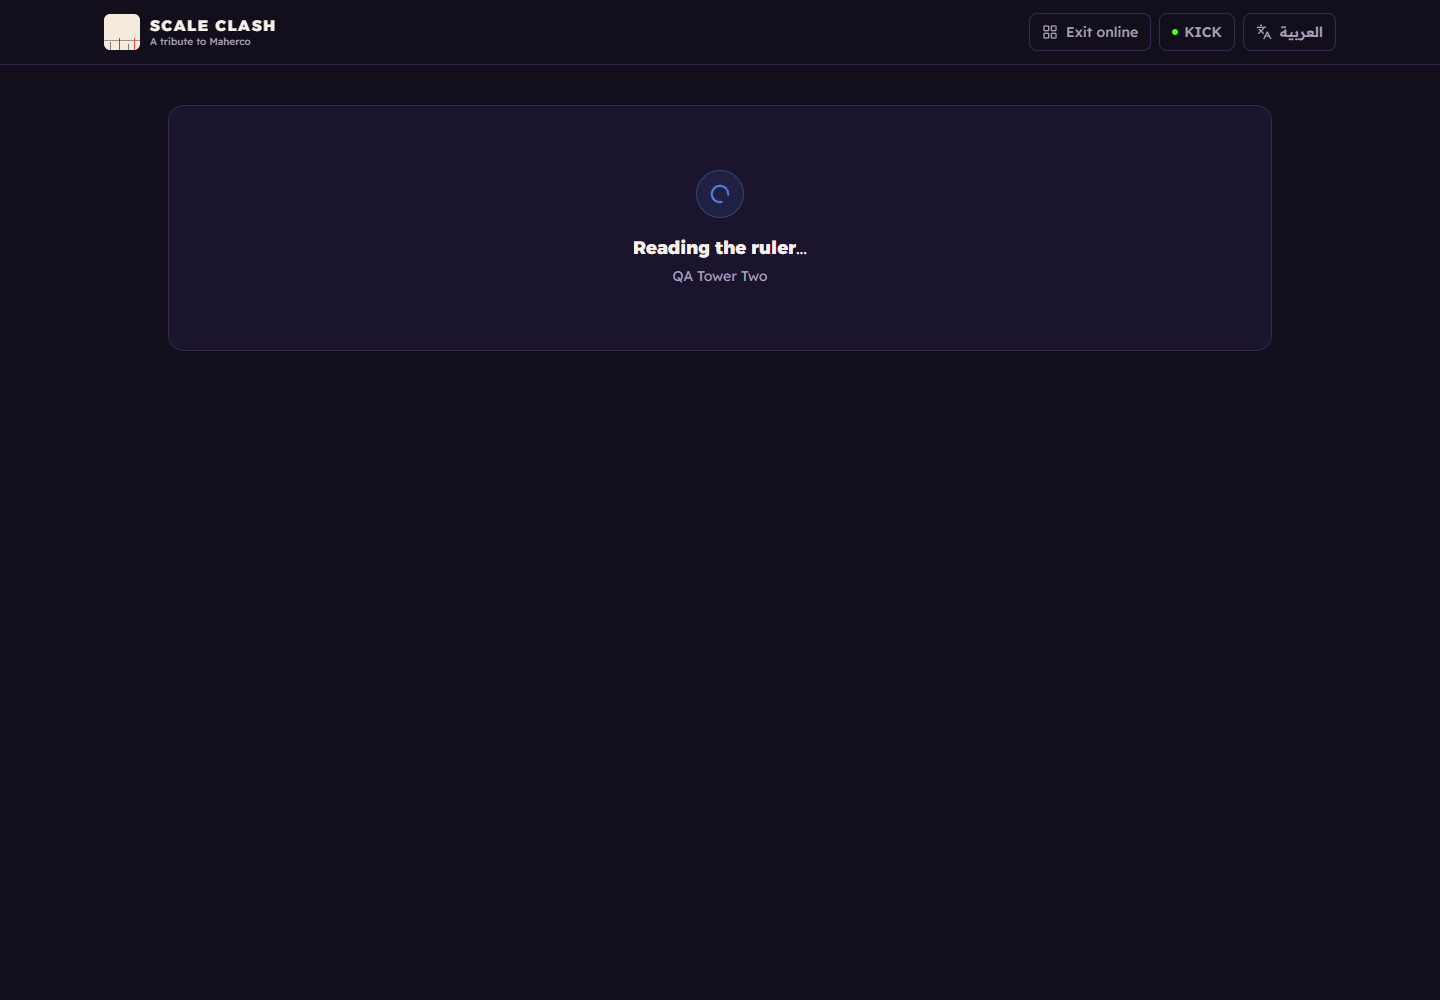 SCALE CLASH
A tribute to Maherco
Exit online
KICK
العربية
Reading the ruler...
QA Tower Two